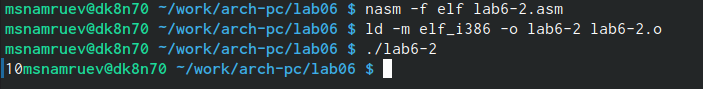 msnamruev@dk8n70 ~/work/arch-pc/lab06 $ nasm -f elf lab6-2.asm
msnamruev@dk8n70 ~/work/arch-pc/lab06 $ ld -m elf_i386 -o lab6-2 lab6-2.o
msnamruev@dk8n70 ~/work/arch-pc/lab06 $ ./lab6-2
10msnamruev@dk8n70 ~/work/arch-pc/lab06 $